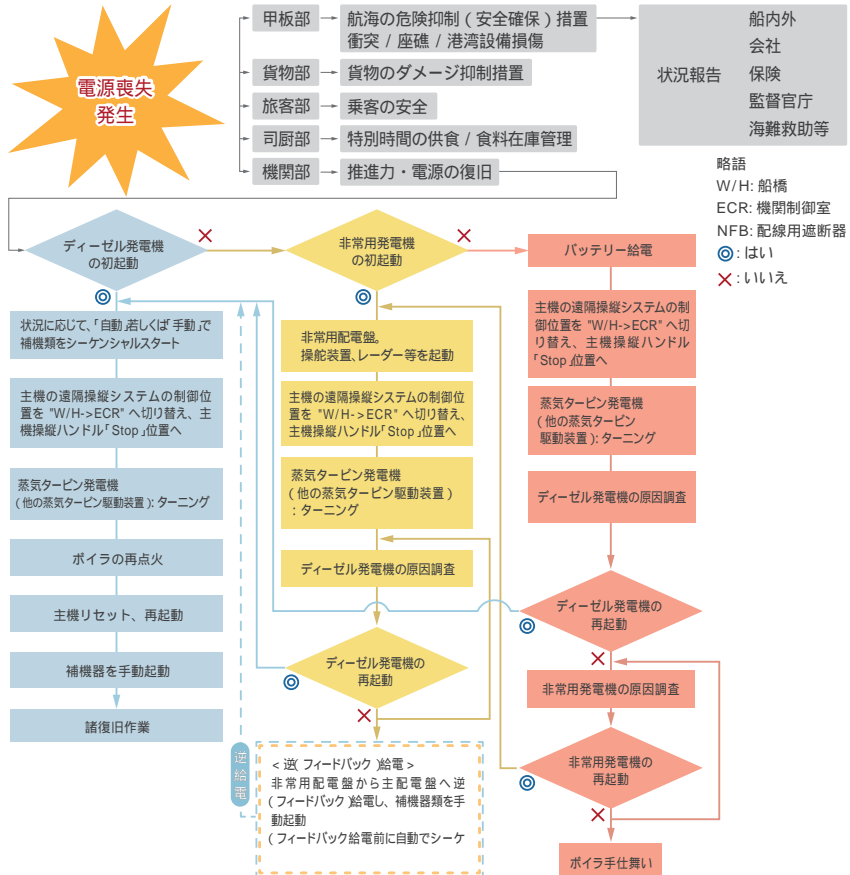 電源喪失
発生
甲板部
航海の危険抑制(安全確保)措置
衝突 / 座礁 / 港湾設備損傷
貨物部
貨物のダメージ抑制措置
旅客部
乗客の安全
司厨部
特別時間の供食 / 食料在庫管理
機関部
推進力・電源の復旧
状況報告
船内外
会社
保険
監督官庁
海難救助等
略語
W/H: 船橋
ECR: 機関制御室
NFB: 配線用遮断器
◎: はい
×: いいえ
ディーゼル発電機
の初起動
×
◎
状況に応じて、「自動」若しくは「手動」で
補機類をシーケンシャルスタート
主機の遠隔操縦システムの制御位
置を "W/H->ECR" へ切り替え、主
機操縦ハンドル「Stop」位置へ
蒸気タービン発電機
(他の蒸気タービン駆動装置): ターニング
ボイラの再点火
主機リセット、再起動
補機器を手動起動
諸復旧作業
非常用発電機
の初起動
×
◎
非常用配電盤。
操舵装置、レーダー等を起動
主機の遠隔操縦システムの制御位
置を "W/H->ECR" へ切り替え、
主機操縦ハンドル「Stop」位置へ
蒸気タービン発電機
(他の蒸気タービン駆動装置)
: ターニング
ディーゼル発電機の原因調査
ディーゼル発電機の
再起動
◎
×
逆給電
<逆(フィードバック)給電>
非常用配電盤から主配電盤へ逆
(フィードバック)給電し、補機器類を手
動起動
(フィードバック給電前に自動でシーケ
バッテリー給電
主機の遠隔操縦システムの制
御位置を "W/H->ECR" へ切
り替え、主機操縦ハンドル
「Stop」位置へ
蒸気タービン発電機
(他の蒸気タービン
駆動装置): ターニング
ディーゼル発電機の原因調査
ディーゼル発電機の
再起動
◎
×
非常用発電機の原因調査
非常用発電機の
再起動
◎
×
ボイラ手仕舞い